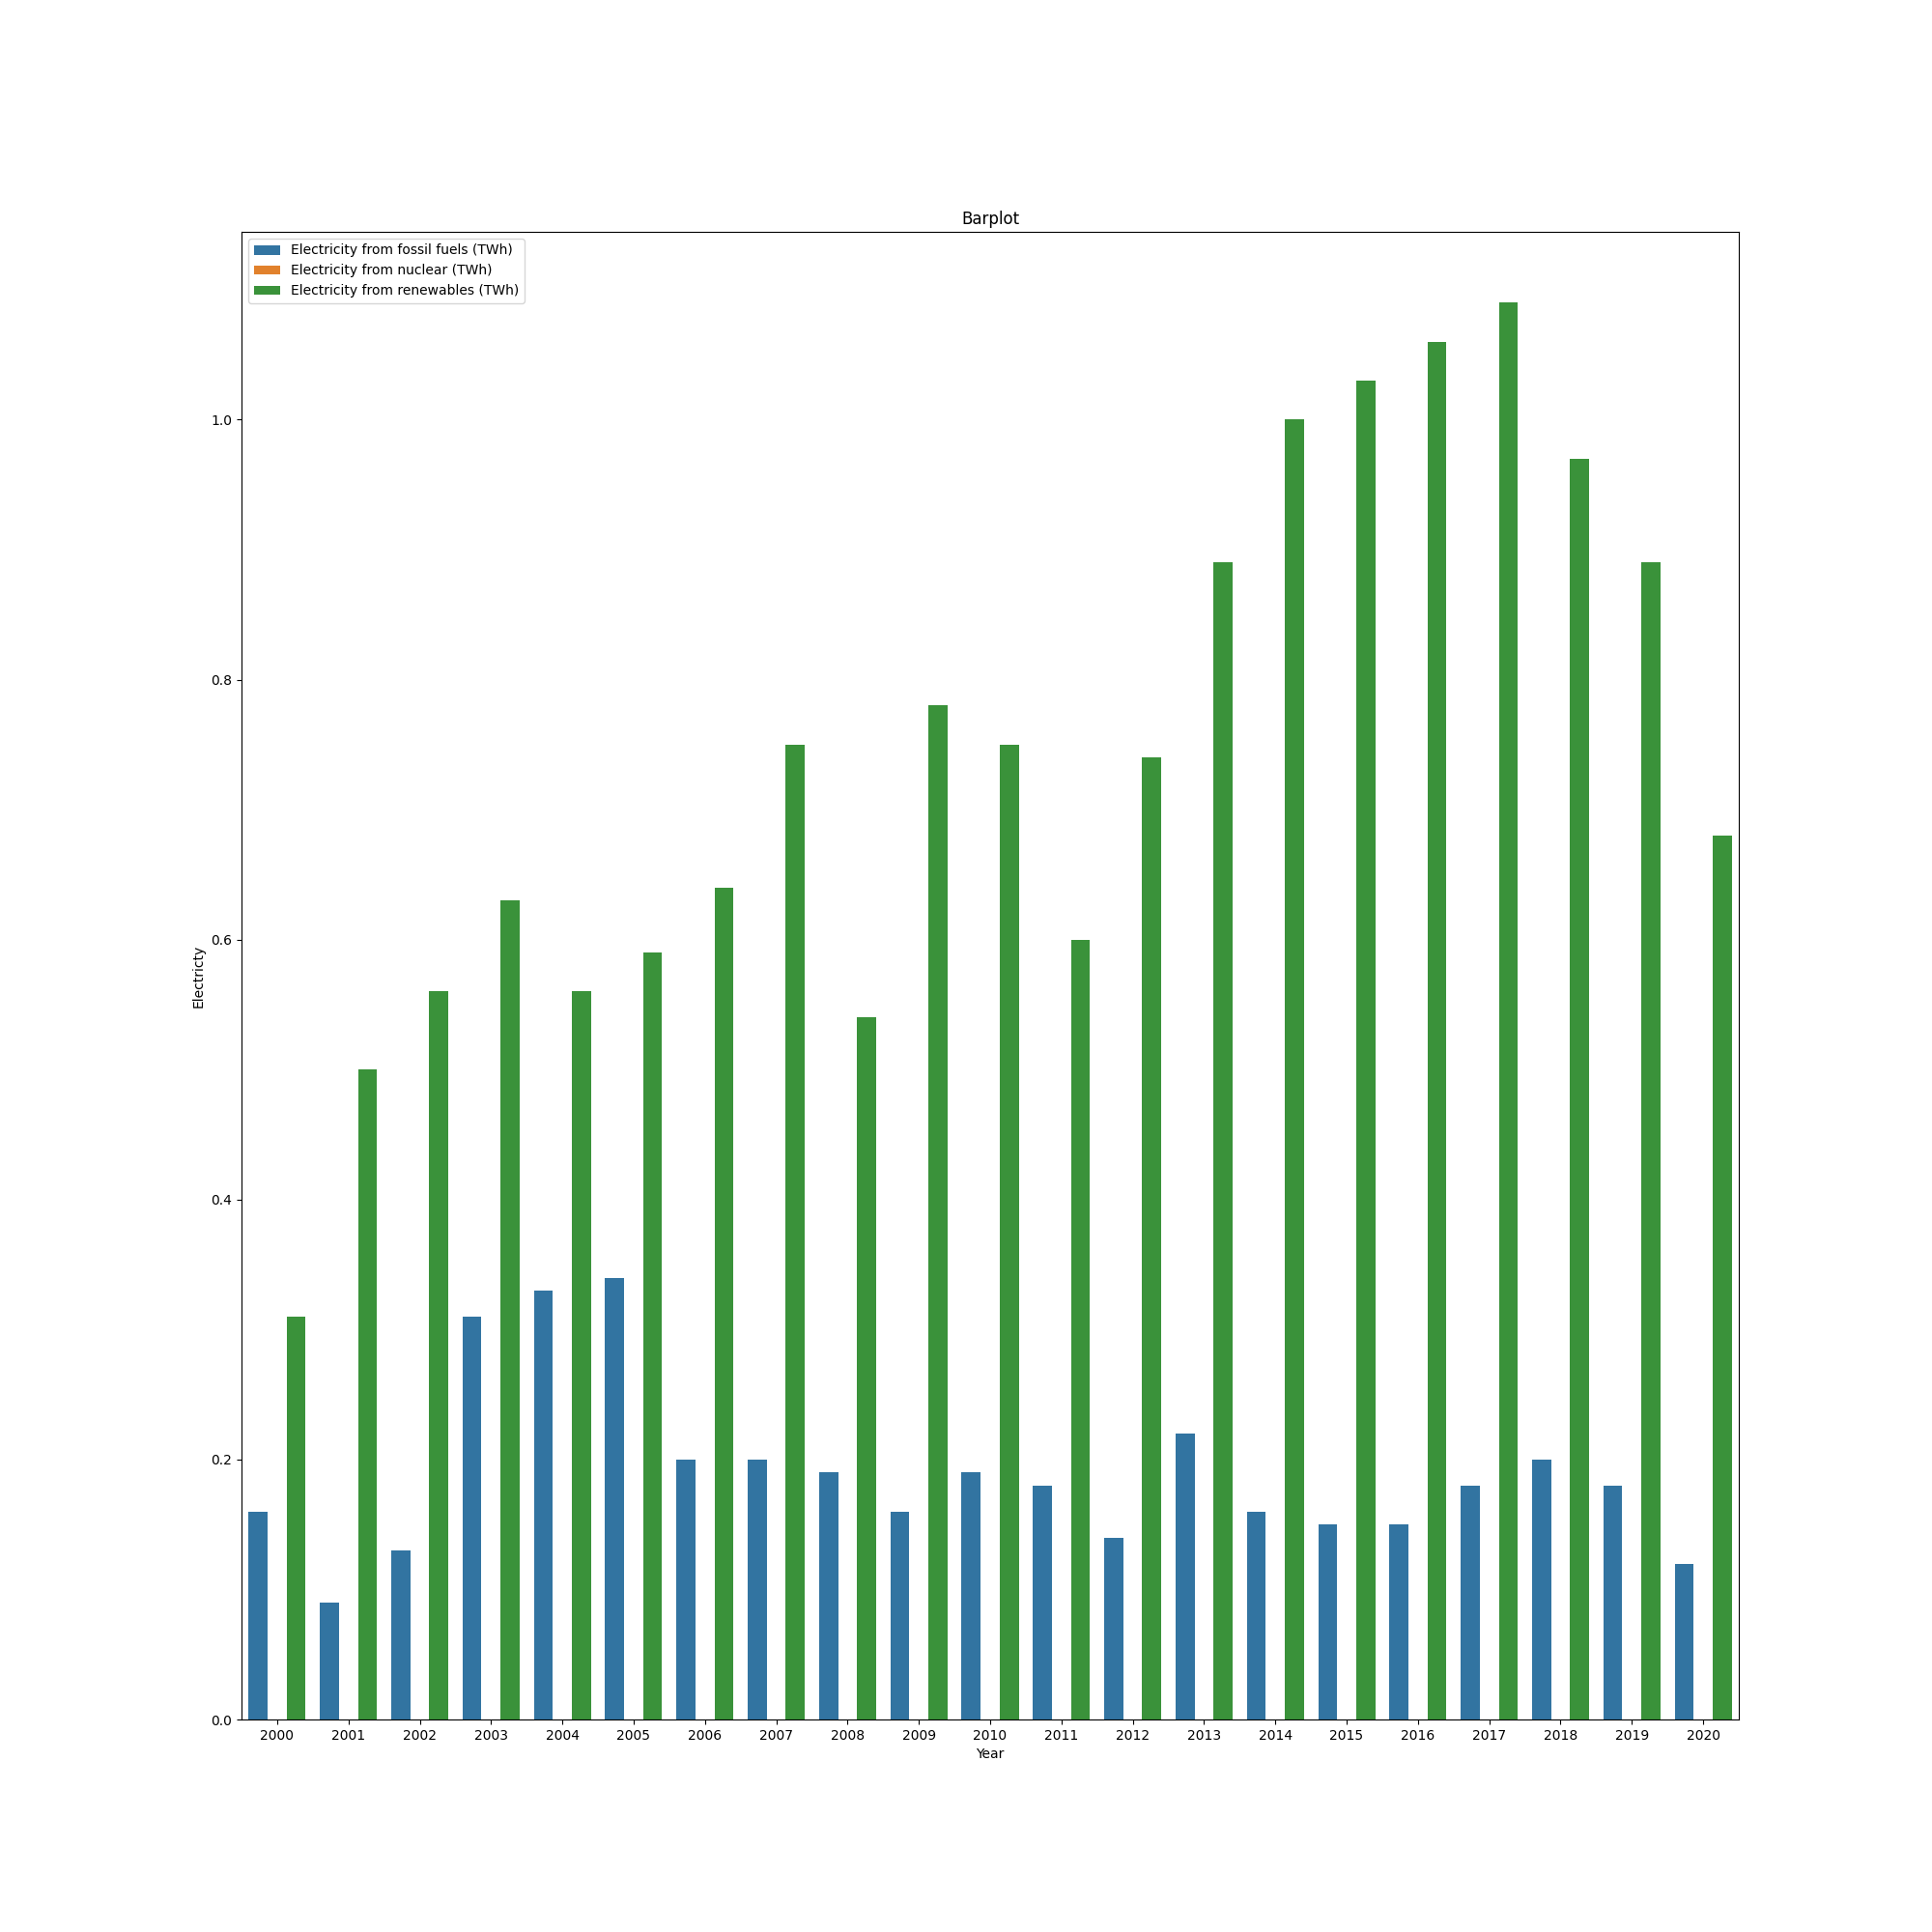 Barplot
Electricity from fossil fuels (TWh)
Electricity from nuclear (TWh)
Electricity from renewables (TWh)
1.0
0.8
0.6
0.4
0.2
0.0
Electricty
2000 2001 2002 2003 2004 2005 2006 2007 2008 2009 2010 2011 2012 2013 2014 2015 2016 2017 2018 2019 2020
Year